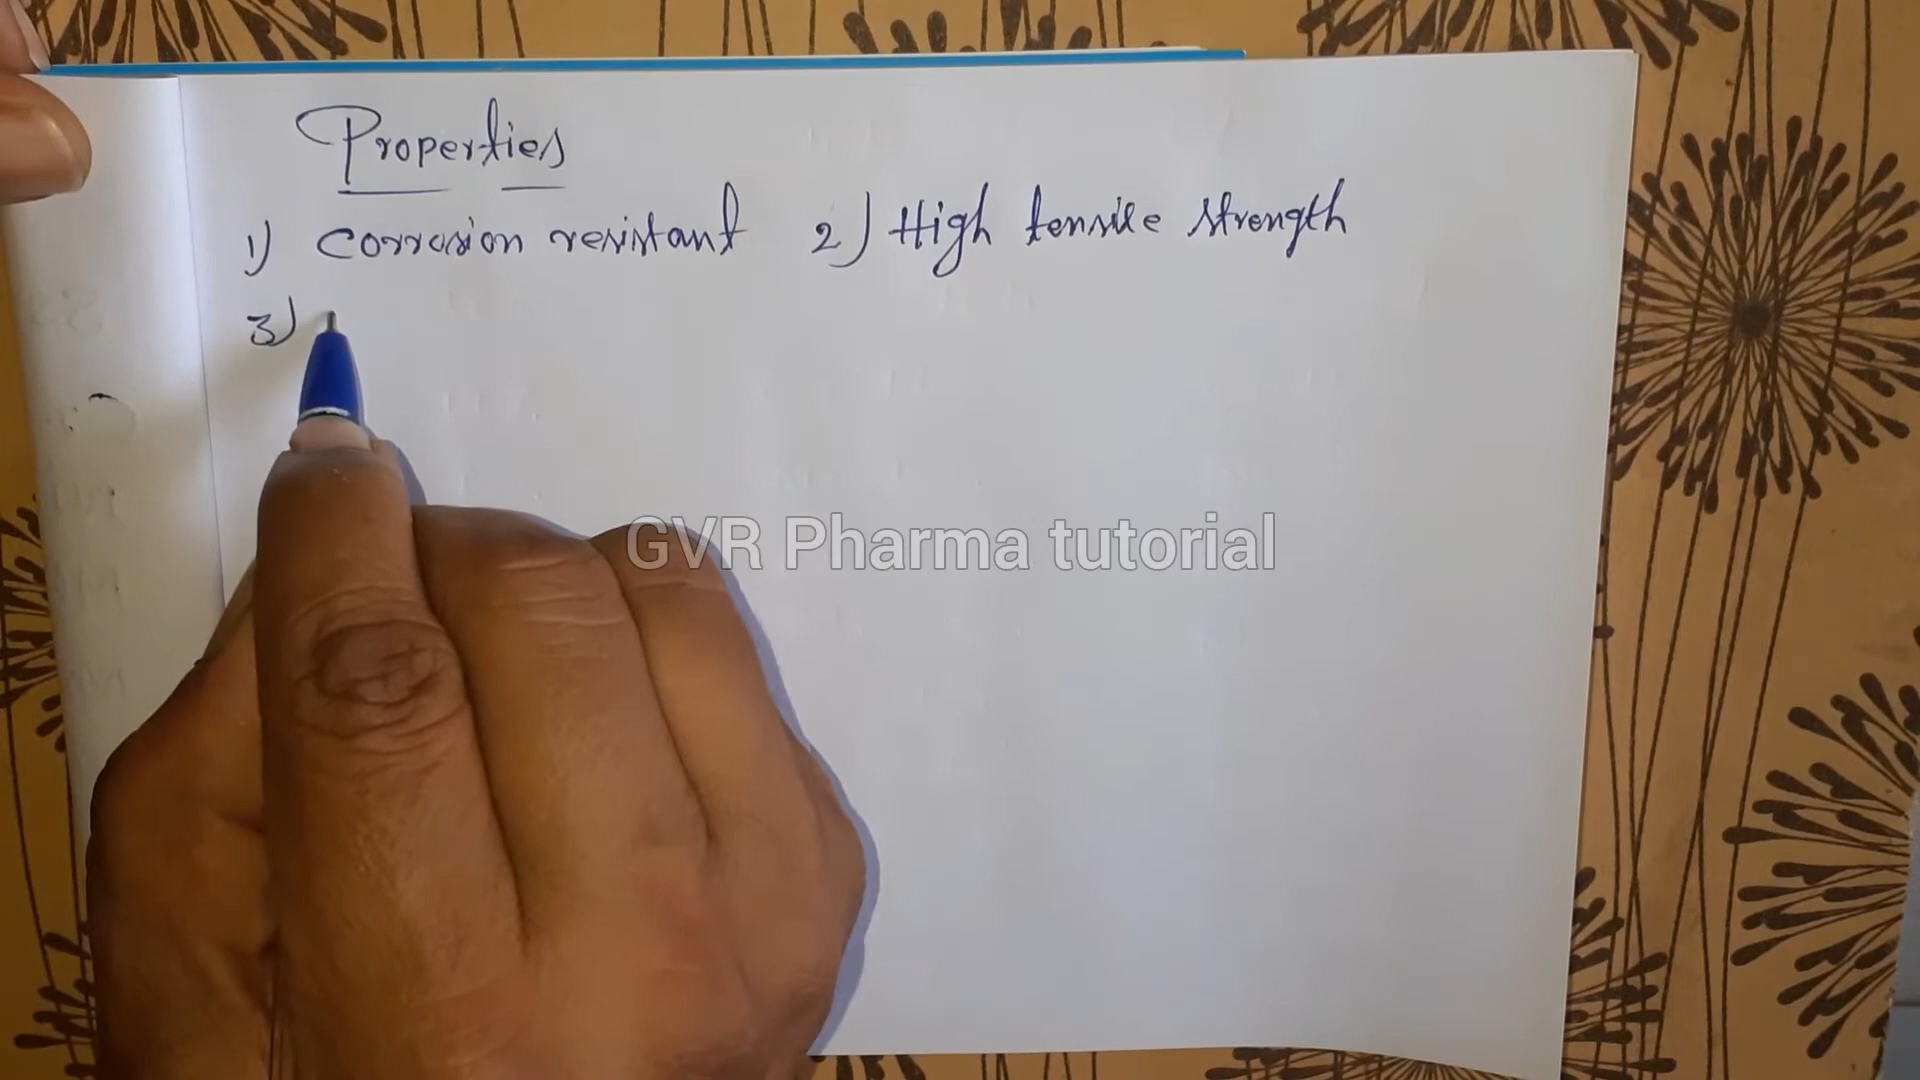 Properties
1) Corrosion resistant 2) High tensile strength
3)
GVR Pharma tutorial